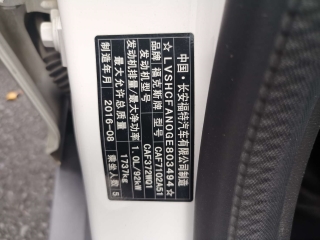 中国·长安福特汽车有限公司制造
★LVSHCFAN0GE803494★
品牌 福克斯牌 型号 CAF7102A51
发动机型号 CAF372WQ1
发动机排量/最大净功率 1.0L/92kW
最大允许总质量 1737kg
制造年月 2016-08 乘坐人数 5